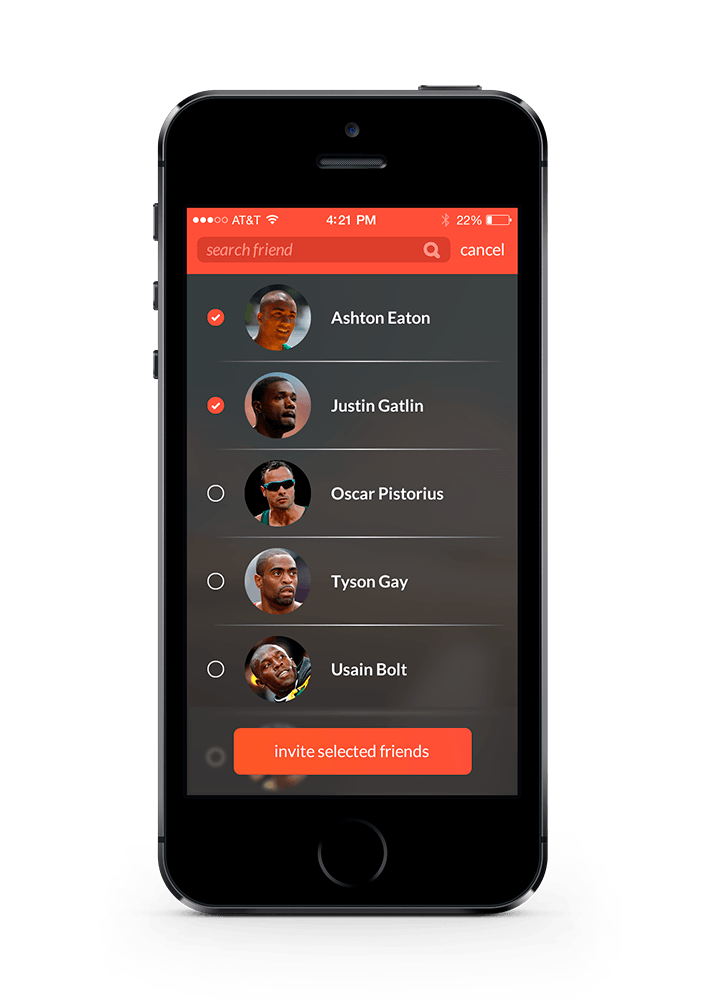 AT&T 4:21 PM 22%
search friend cancel
Ashton Eaton
Justin Gatlin
Oscar Pistorius
Tyson Gay
Usain Bolt
invite selected friends